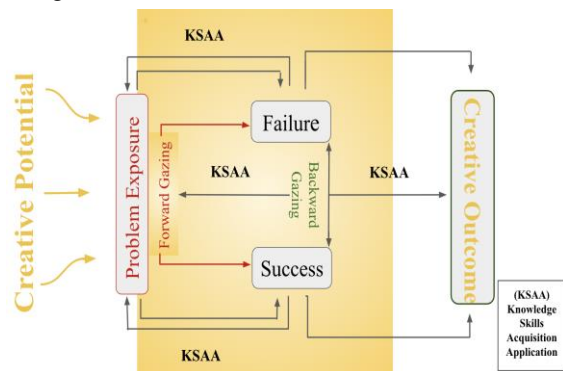 KSAA
Creative Potential
Problem Exposure
Forward Gazing
Failure
KSAA
Backward
Gazing
KSAA
Success
Creative Outcome
KSAA
(KSAA)
Knowledge
Skills
Acquisition
Application